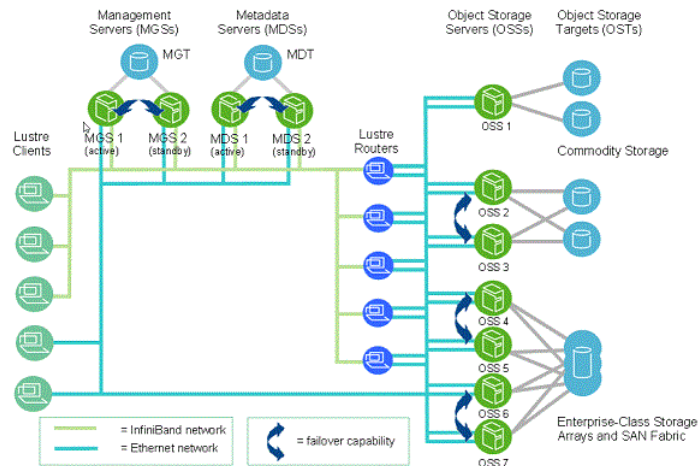 Management
Servers (MGSs)
Metadata
Servers (MDSs)
Object Storage
Servers (OSSs)
Object Storage
Targets (OSTs)
MGT
MDT
MGS 1
(active)
MGS 2
(standby)
MDS 1
(active)
MDS 2
(standby)
Lustre
Clients
Lustre
Routers
OSS 1
Commodity Storage
OSS 2
OSS 3
OSS 4
OSS 5
OSS 6
OSS 7
Enterprise-Class Storage
Arrays and SAN Fabric
= InfiniBand network
= Ethernet network
= failover capability